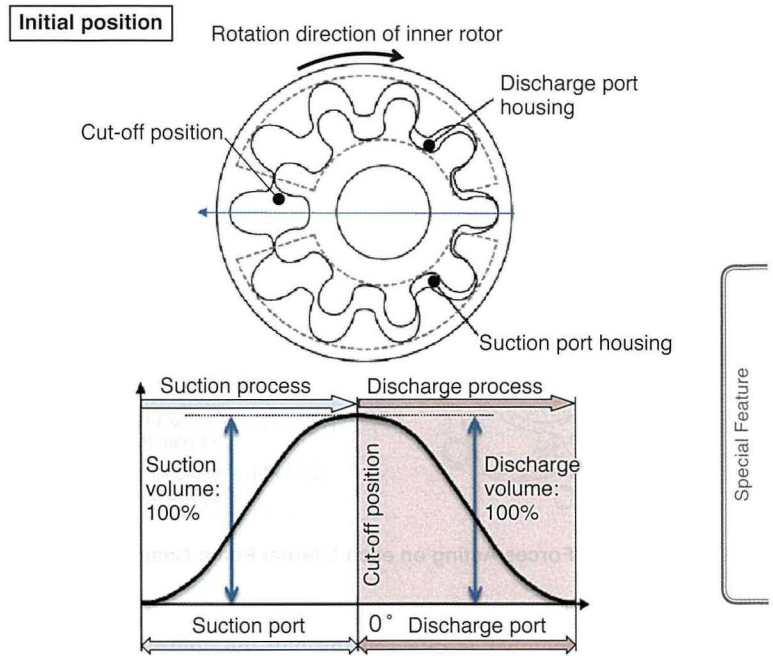 Initial position
Rotation direction of inner rotor
Discharge port
housing
Cut-off position
Suction port housing
Suction process
Discharge process
Suction
volume:
100%
Cut-off position
Discharge
volume:
100%
Suction port
0°
Discharge port
Special Feature